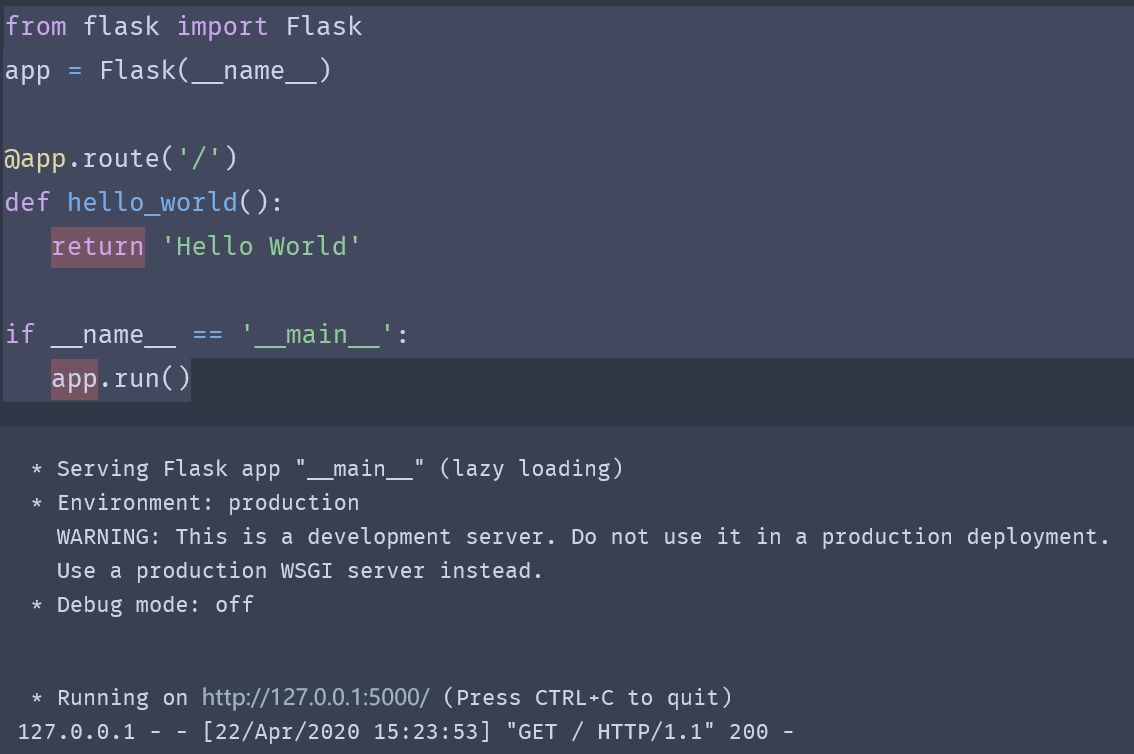 from flask import Flask
app = Flask(__name__)
@app.route('/')
def hello_world():
   return 'Hello World'
if __name__ == '__main__':
   app.run()
 * Serving Flask app "__main__" (lazy loading)
 * Environment: production
   WARNING: This is a development server. Do not use it in a production deployment.
   Use a production WSGI server instead.
 * Debug mode: off
 * Running on http://127.0.0.1:5000/ (Press CTRL+C to quit)
127.0.0.1 - - [22/Apr/2020 15:23:53] "GET / HTTP/1.1" 200 -